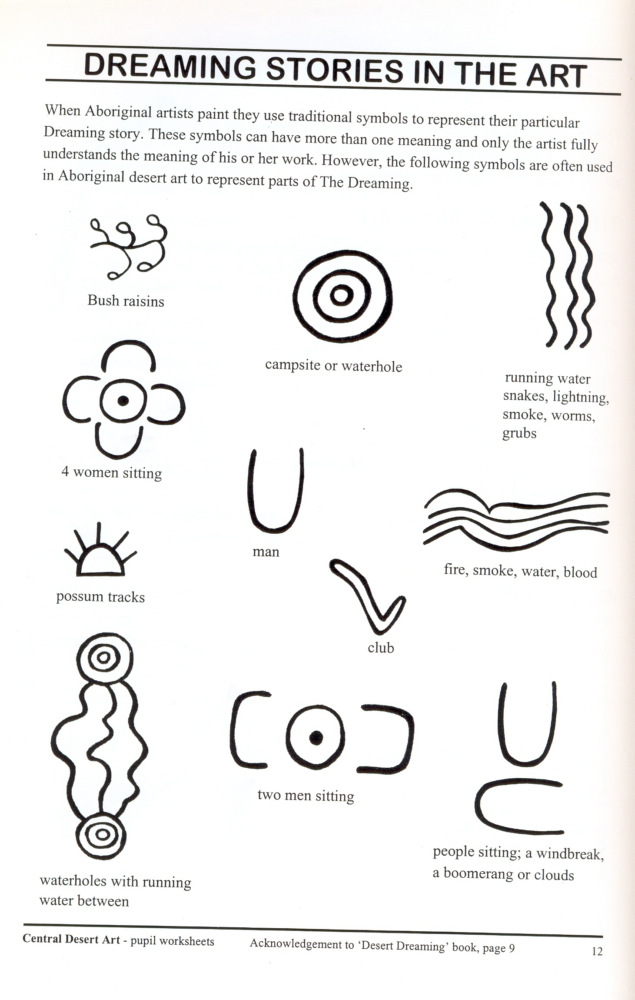 DREAMING STORIES IN THE ART
When Aboriginal artists paint they use traditional symbols to represent their particular
Dreaming story. These symbols can have more than one meaning and only the artist fully
understands the meaning of his or her work. However, the following symbols are often used
in Aboriginal desert art to represent parts of The Dreaming.
Bush raisins
campsite or waterhole
running water
snakes, lightning,
smoke, worms,
grubs
4 women sitting
man
fire, smoke, water, blood
possum tracks
club
two men sitting
people sitting; a windbreak,
a boomerang or clouds
waterholes with running
water between
Central Desert Art - pupil worksheets
Acknowledgement to ‘Desert Dreaming’ book, page 9
12